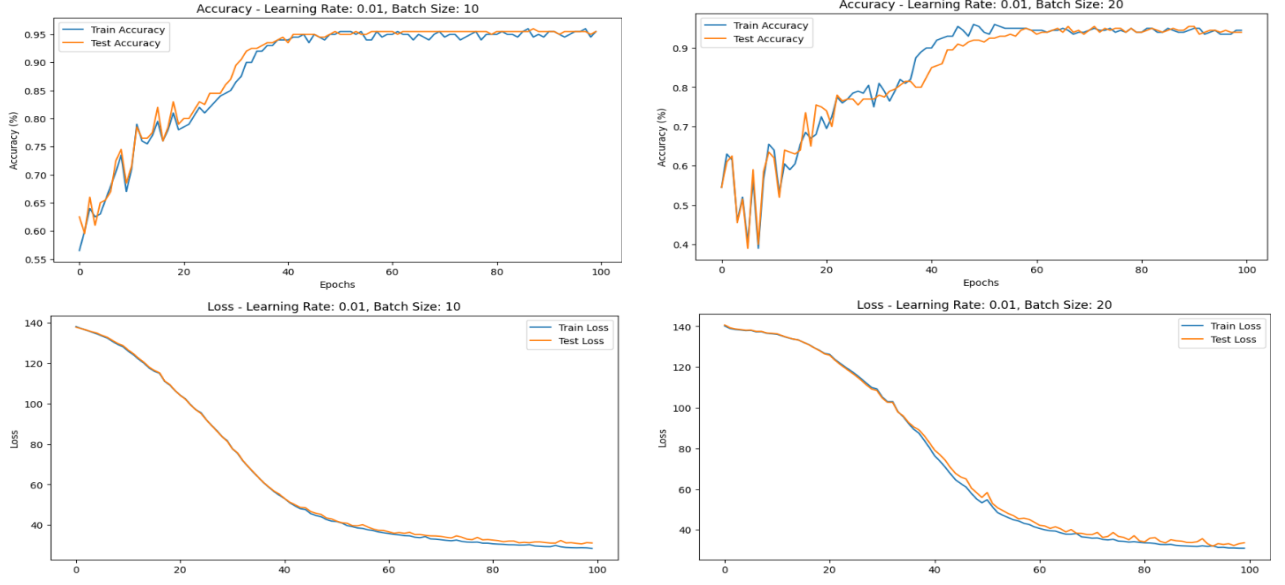 Accuracy - Learning Rate: 0.01, Batch Size: 10
Train Accuracy
Test Accuracy
Accuracy (%)
0.95
0.90
0.85
0.80
0.75
0.70
0.65
0.60
0.55
0
20
40
60
80
100
Epochs
Accuracy - Learning Rate: 0.01, Batch Size: 20
Train Accuracy
Test Accuracy
Accuracy (%)
0.9
0.8
0.7
0.6
0.5
0.4
0
20
40
60
80
100
Epochs
Loss - Learning Rate: 0.01, Batch Size: 10
Train Loss
Test Loss
Loss
140
120
100
80
60
40
0
20
40
60
80
100
Loss - Learning Rate: 0.01, Batch Size: 20
Train Loss
Test Loss
Loss
140
120
100
80
60
40
0
20
40
60
80
100